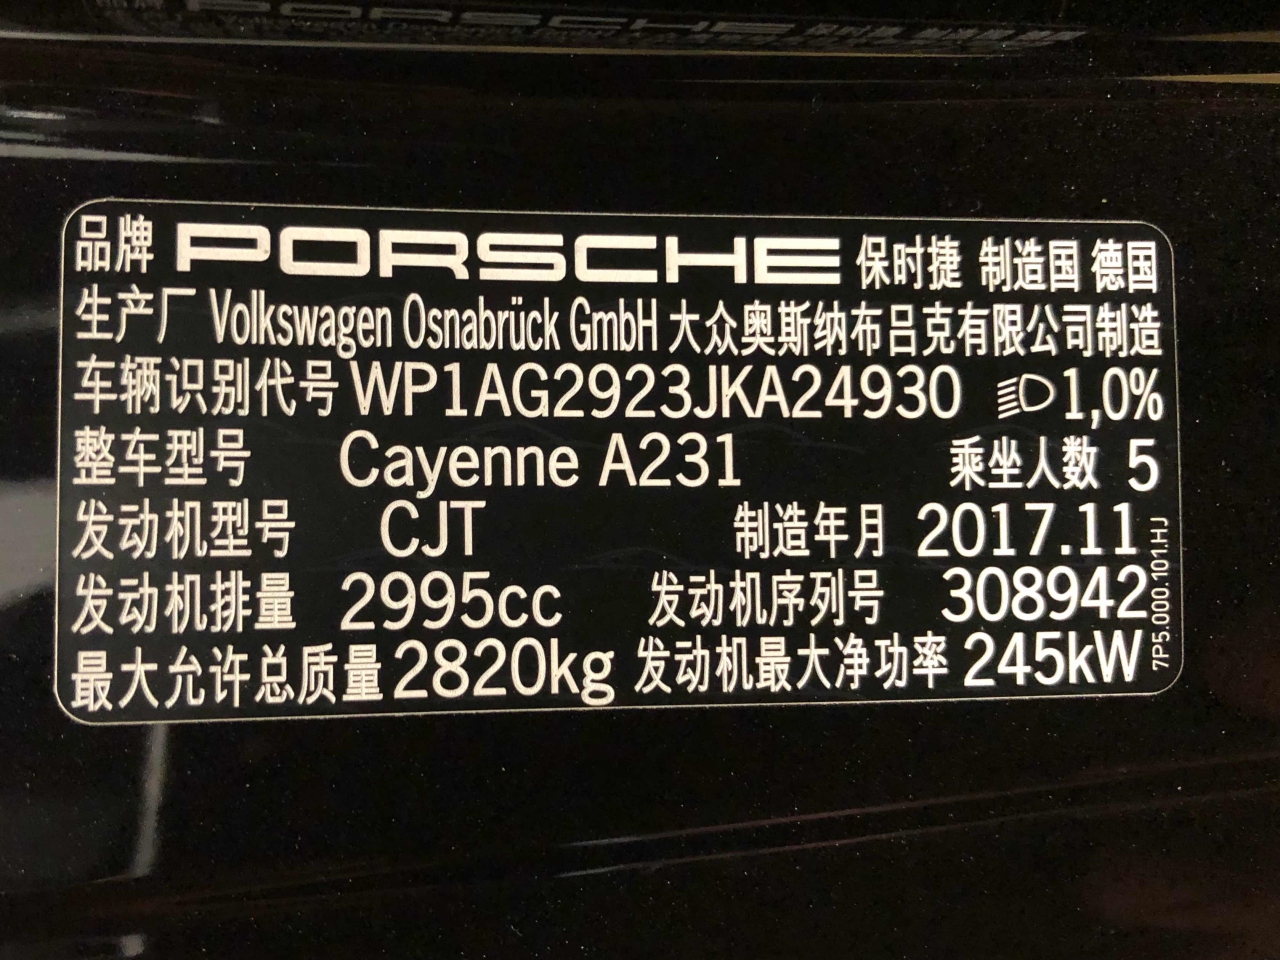 品牌 PORSCHE 保时捷 制造国 德国
生产厂 Volkswagen Osnabrück GmbH 大众奥斯纳布吕克有限公司制造
车辆识别代号 WP1AG2923JKA24930 1,0%
整车型号 Cayenne A231 乘坐人数 5
发动机型号 CJT 制造年月 2017.11
发动机排量 2995cc 发动机序列号 308942
最大允许总质量 2820kg 发动机最大净功率 245kW
7P5.000.101.HJ